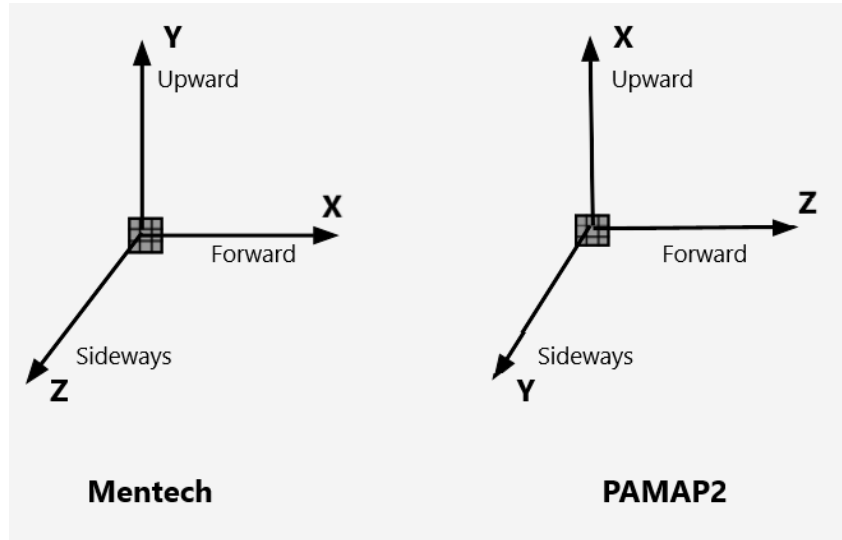 Y
Upward
X
Forward
Sideways
Z
Mentech
X
Upward
Z
Forward
Sideways
Y
PAMAP2